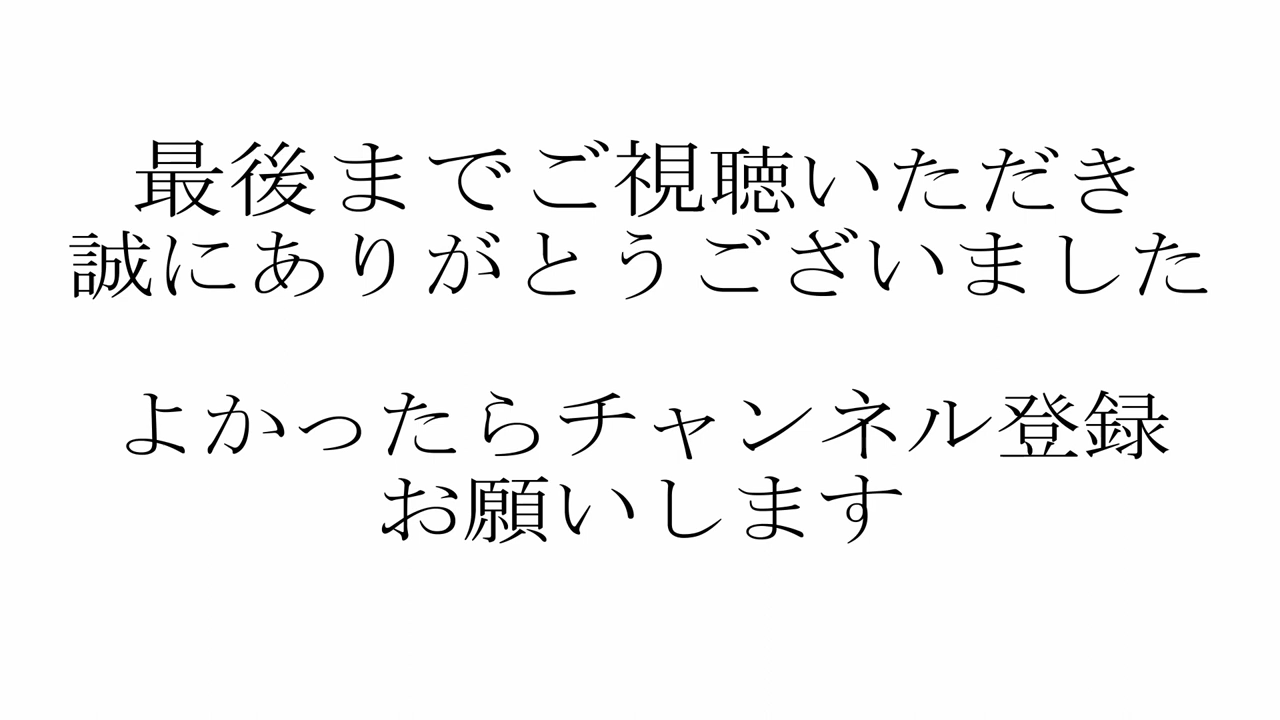 最後までご視聴いただき
誠にありがとうございました
よかったらチャンネル登録
お願いします